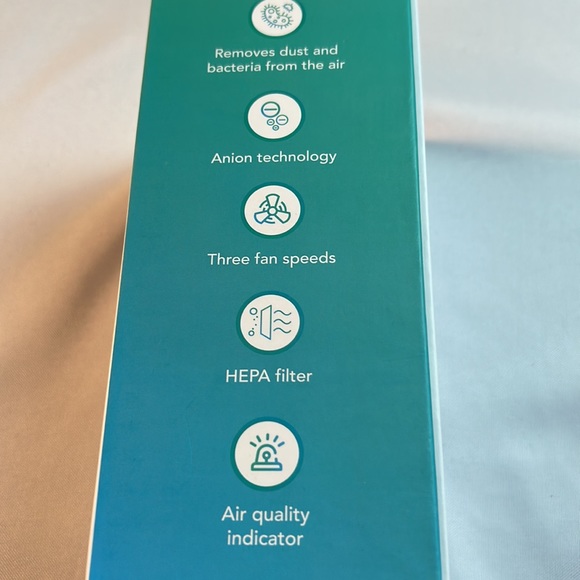 Removes dust and
bacteria from the air
Anion technology
Three fan speeds
HEPA filter
Air quality
indicator